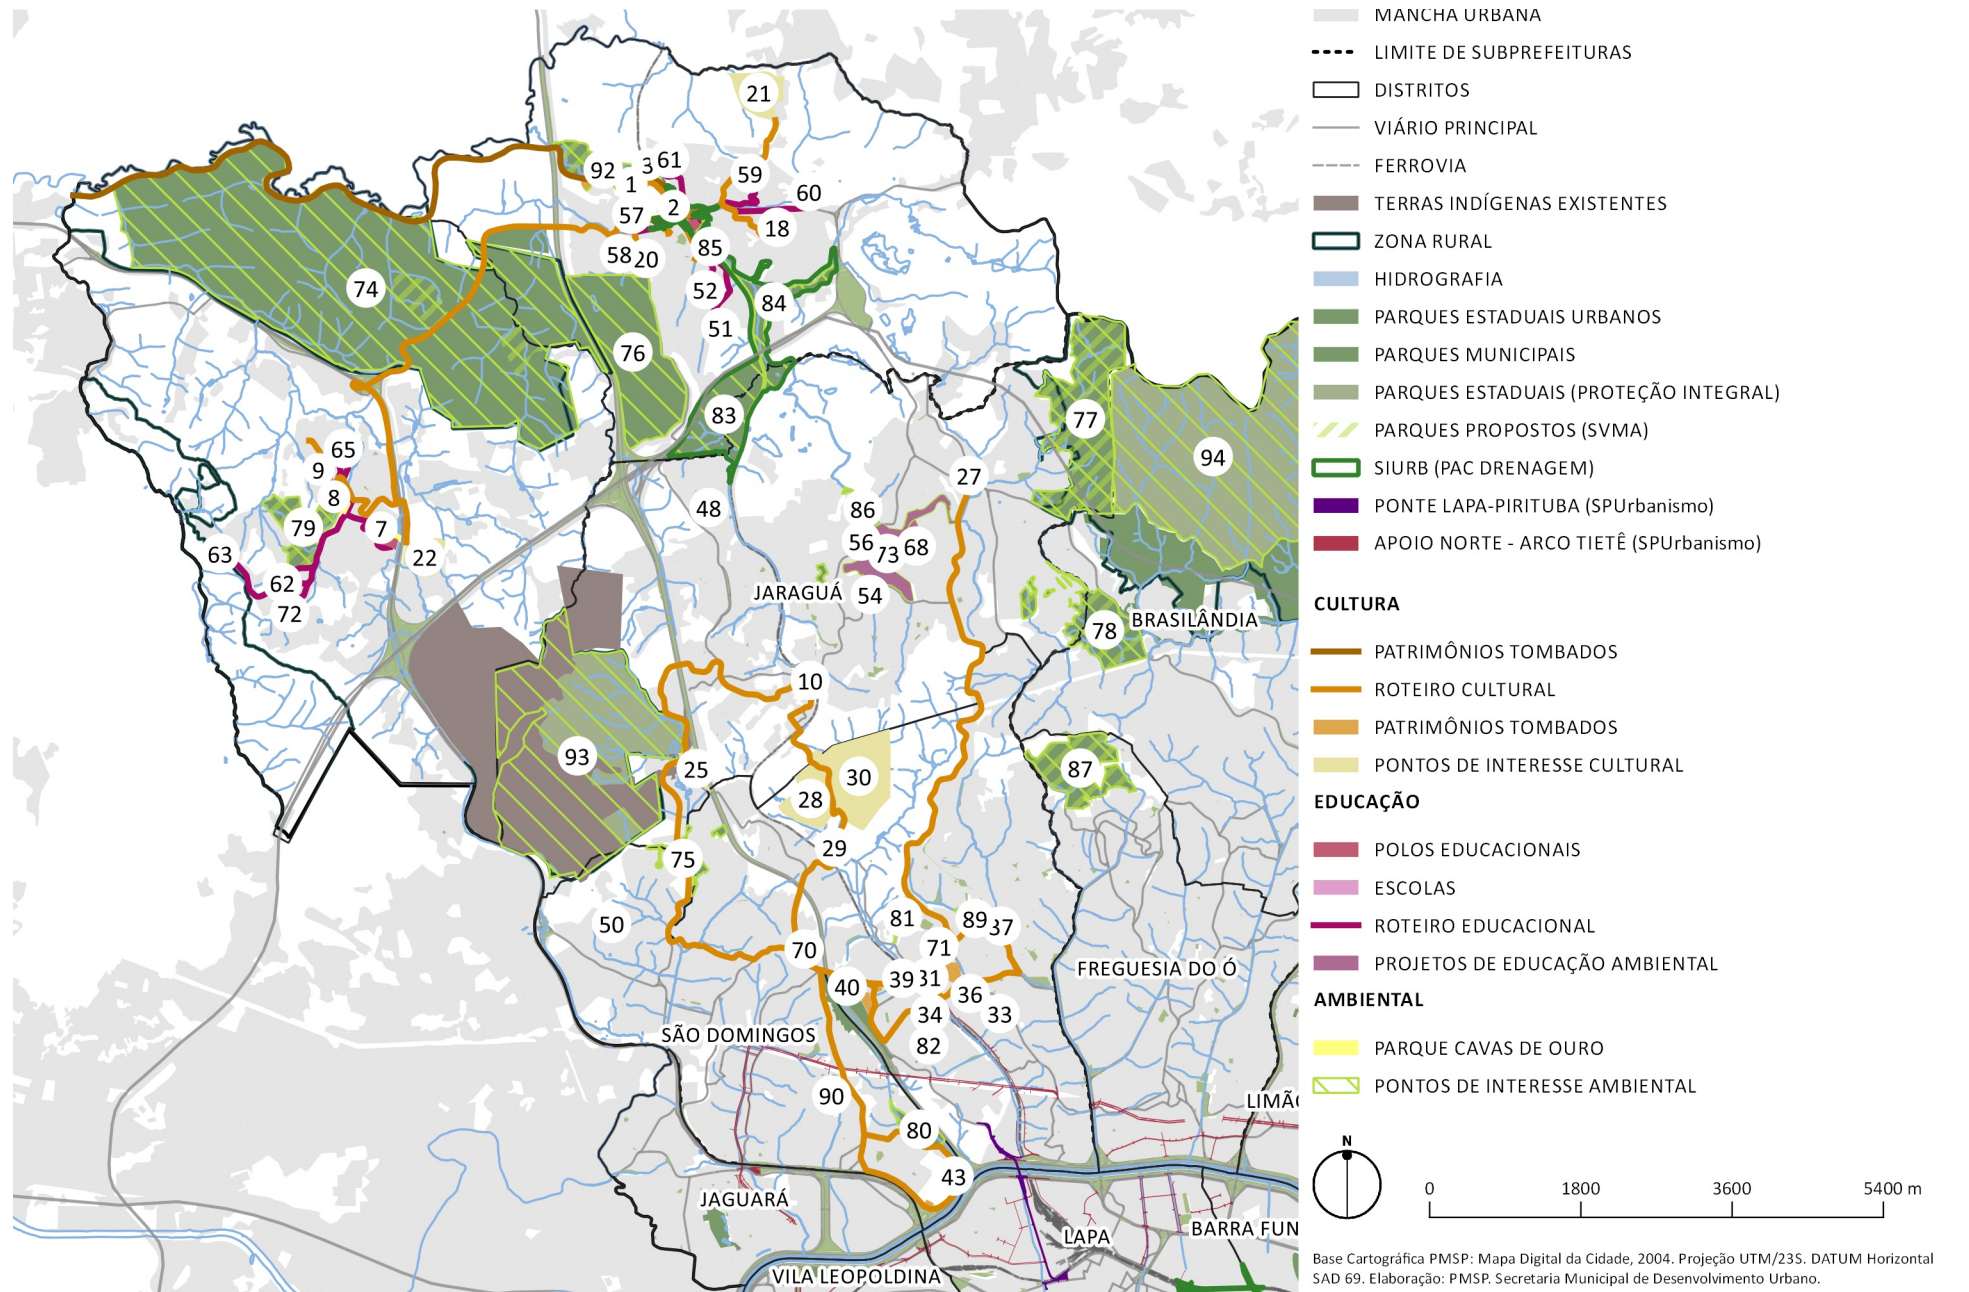 MANCHA URBANA
LIMITE DE SUBPREFEITURAS
DISTRITOS
VIÁRIO PRINCIPAL
FERROVIA
TERRAS INDÍGENAS EXISTENTES
ZONA RURAL
HIDROGRAFIA
PARQUES ESTADUAIS URBANOS
PARQUES MUNICIPAIS
PARQUES ESTADUAIS (PROTEÇÃO INTEGRAL)
PARQUES PROPOSTOS (SVMA)
SIURB (PAC DRENAGEM)
PONTE LAPA-PIRITUBA (SPUrbanismo)
APOIO NORTE - ARCO TIETÊ (SPUrbanismo)
CULTURA
PATRIMÔNIOS TOMBADOS
ROTEIRO CULTURAL
PATRIMÔNIOS TOMBADOS
PONTOS DE INTERESSE CULTURAL
EDUCAÇÃO
POLOS EDUCACIONAIS
ESCOLAS
ROTEIRO EDUCACIONAL
PROJETOS DE EDUCAÇÃO AMBIENTAL
AMBIENTAL
PARQUE CAVAS DE OURO
PONTOS DE INTERESSE AMBIENTAL
N
0 1800 3600 5400 m
Base Cartográfica PMSP: Mapa Digital da Cidade, 2004. Projeção UTM/23S. DATUM Horizontal
SAD 69. Elaboração: PMSP. Secretaria Municipal de Desenvolvimento Urbano.
21
92
3
61
1
59
60
57
2
18
58
20
85
74
52
84
51
76
83
77
94
65
9
8
27
79
7
48
86
63
22
56
73
68
62
72
JARAGUÁ
54
78
BRASILÂNDIA
10
93
25
30
28
87
29
75
50
81
89
37
70
71
39
31
FREGUESIA DO Ó
40
36
34
33
SÃO DOMINGOS
82
90
LIMÃO
80
43
JAGUARÁ
LAPA
BARRA FUN
VILA LEOPOLDINA